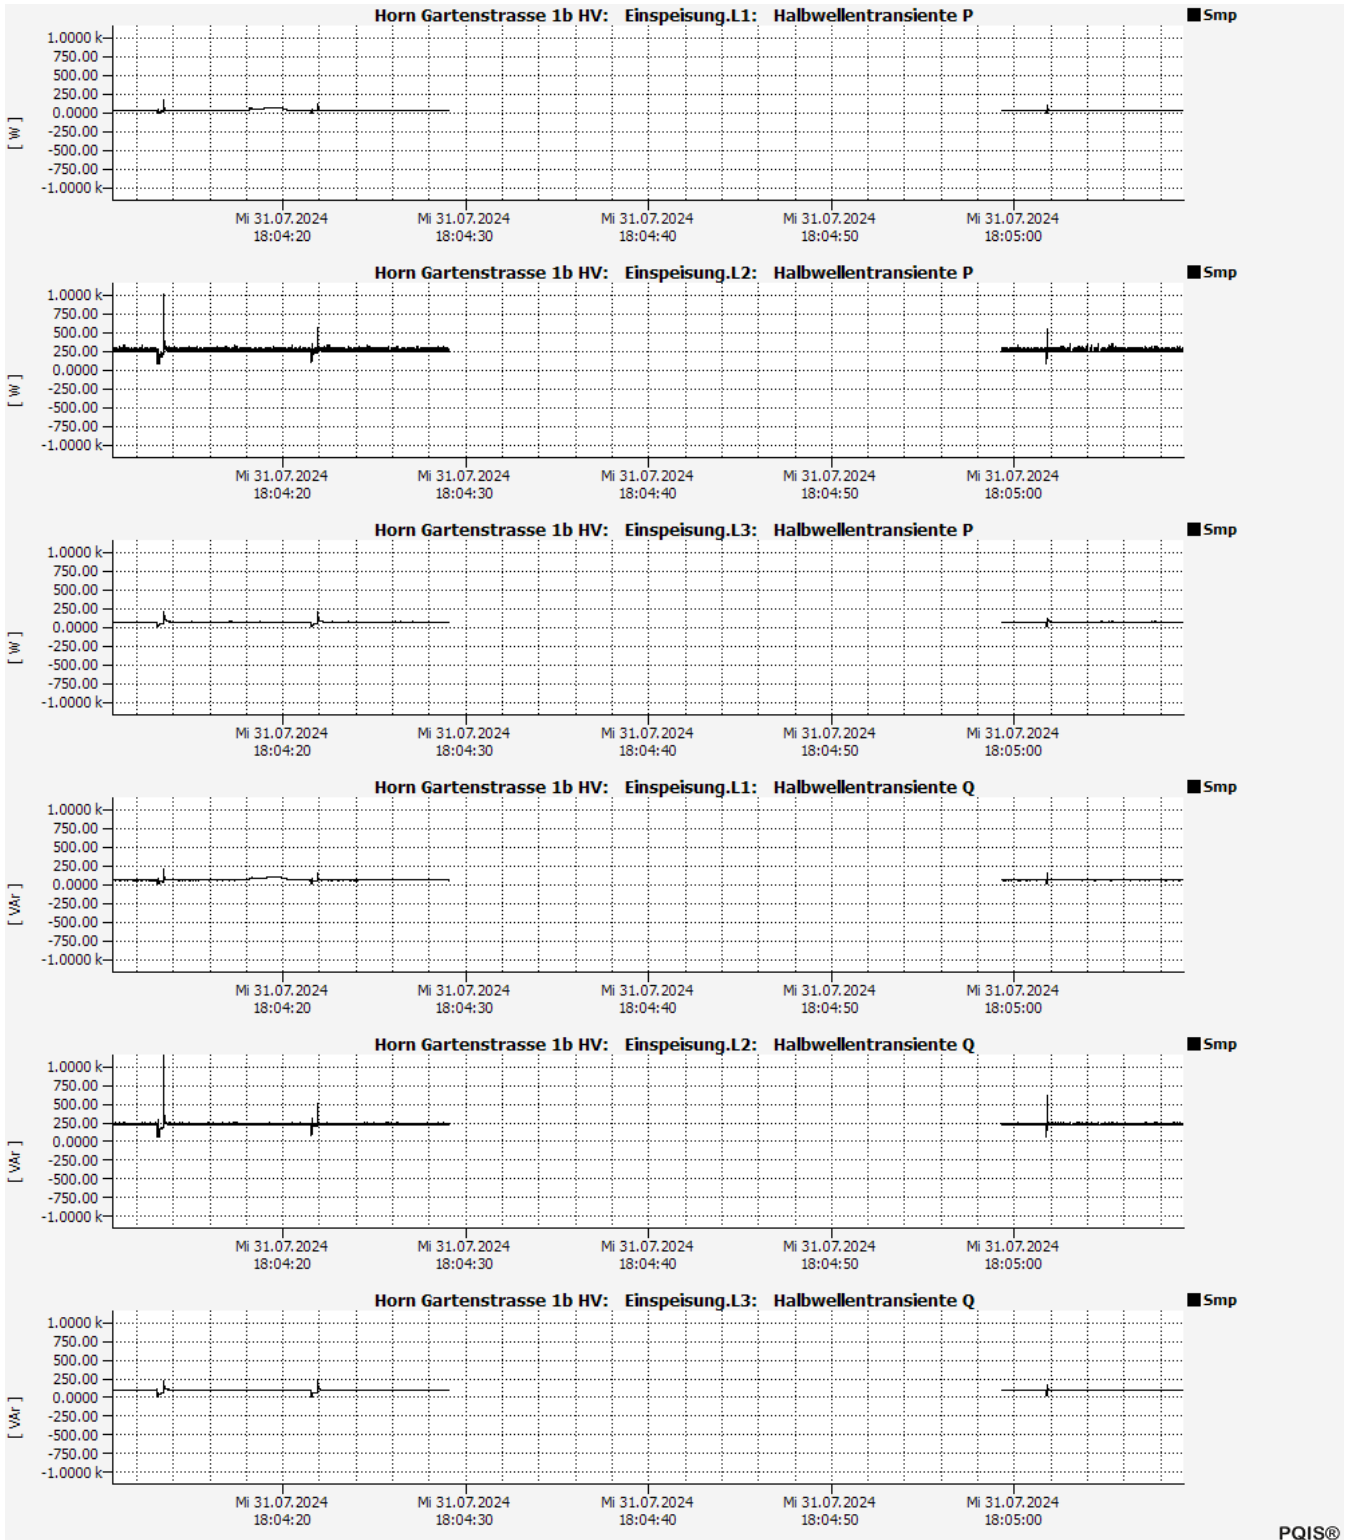 Horn Gartenstrasse 1b HV: Einspeisung.L1: Halbwellentransiente P
Smp
1.0000 k
750.00
500.00
250.00
0.0000
-250.00
-500.00
-750.00
-1.0000 k
[ W ]
Mi 31.07.2024 Mi 31.07.2024 Mi 31.07.2024 Mi 31.07.2024 Mi 31.07.2024
18:04:20 18:04:30 18:04:40 18:04:50 18:05:00
Horn Gartenstrasse 1b HV: Einspeisung.L2: Halbwellentransiente P
Smp
1.0000 k
750.00
500.00
250.00
0.0000
-250.00
-500.00
-750.00
-1.0000 k
[ W ]
Mi 31.07.2024 Mi 31.07.2024 Mi 31.07.2024 Mi 31.07.2024 Mi 31.07.2024
18:04:20 18:04:30 18:04:40 18:04:50 18:05:00
Horn Gartenstrasse 1b HV: Einspeisung.L3: Halbwellentransiente P
Smp
1.0000 k
750.00
500.00
250.00
0.0000
-250.00
-500.00
-750.00
-1.0000 k
[ W ]
Mi 31.07.2024 Mi 31.07.2024 Mi 31.07.2024 Mi 31.07.2024 Mi 31.07.2024
18:04:20 18:04:30 18:04:40 18:04:50 18:05:00
Horn Gartenstrasse 1b HV: Einspeisung.L1: Halbwellentransiente Q
Smp
1.0000 k
750.00
500.00
250.00
0.0000
-250.00
-500.00
-750.00
-1.0000 k
[ VAr ]
Mi 31.07.2024 Mi 31.07.2024 Mi 31.07.2024 Mi 31.07.2024 Mi 31.07.2024
18:04:20 18:04:30 18:04:40 18:04:50 18:05:00
Horn Gartenstrasse 1b HV: Einspeisung.L2: Halbwellentransiente Q
Smp
1.0000 k
750.00
500.00
250.00
0.0000
-250.00
-500.00
-750.00
-1.0000 k
[ VAr ]
Mi 31.07.2024 Mi 31.07.2024 Mi 31.07.2024 Mi 31.07.2024 Mi 31.07.2024
18:04:20 18:04:30 18:04:40 18:04:50 18:05:00
Horn Gartenstrasse 1b HV: Einspeisung.L3: Halbwellentransiente Q
Smp
1.0000 k
750.00
500.00
250.00
0.0000
-250.00
-500.00
-750.00
-1.0000 k
[ VAr ]
Mi 31.07.2024 Mi 31.07.2024 Mi 31.07.2024 Mi 31.07.2024 Mi 31.07.2024
18:04:20 18:04:30 18:04:40 18:04:50 18:05:00
PQIS®